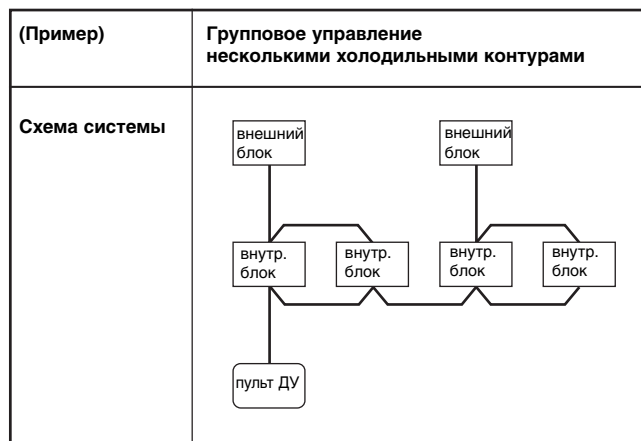 (Пример)
Групповое управление
несколькими холодильными контурами
Схема системы
внешний
блок
внешний
блок
внутр.
блок
внутр.
блок
внутр.
блок
внутр.
блок
пульт ДУ